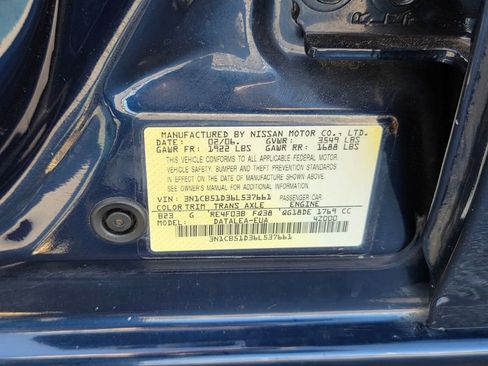 MANUFACTURED BY NISSAN MOTOR CO., LTD.
DATE: 02/06. GVWR: 3549 LBS
GAWR FR: 1922 LBS GAWR RR: 1688 LBS
THIS VEHICLE CONFORMS TO ALL APPLICABLE FEDERAL MOTOR
VEHICLE SAFETY, BUMPER AND THEFT PREVENTION STANDARDS
IN EFFECT ON THE DATE OF MANUFACTURE SHOWN ABOVE.
SEE OWNER'S MANUAL FOR ADDITIONAL INFORMATION.
VIN: 3N1CB51D36L537661 PASSENGER CAR
COLOR TRIM TRANS AXLE ENGINE
B23 G RE4F03B FQ38 QG18DE 1769 CC
MODEL: DATALEA-EUA 42000
3N1CB51D36L537661